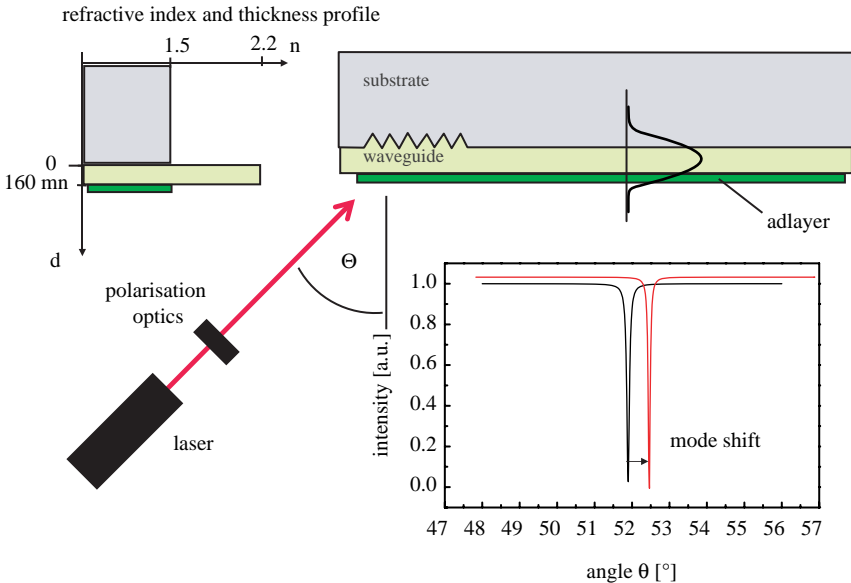 refractive index and thickness profile
1.5 2.2 n
0
160 mn
d
substrate
waveguide
adlayer
Θ
polarisation
optics
laser
intensity [a.u.]
1.0
0.8
0.6
0.4
0.2
0.0
mode shift
47 48 49 50 51 52 53 54 55 56 57
angle θ [°]